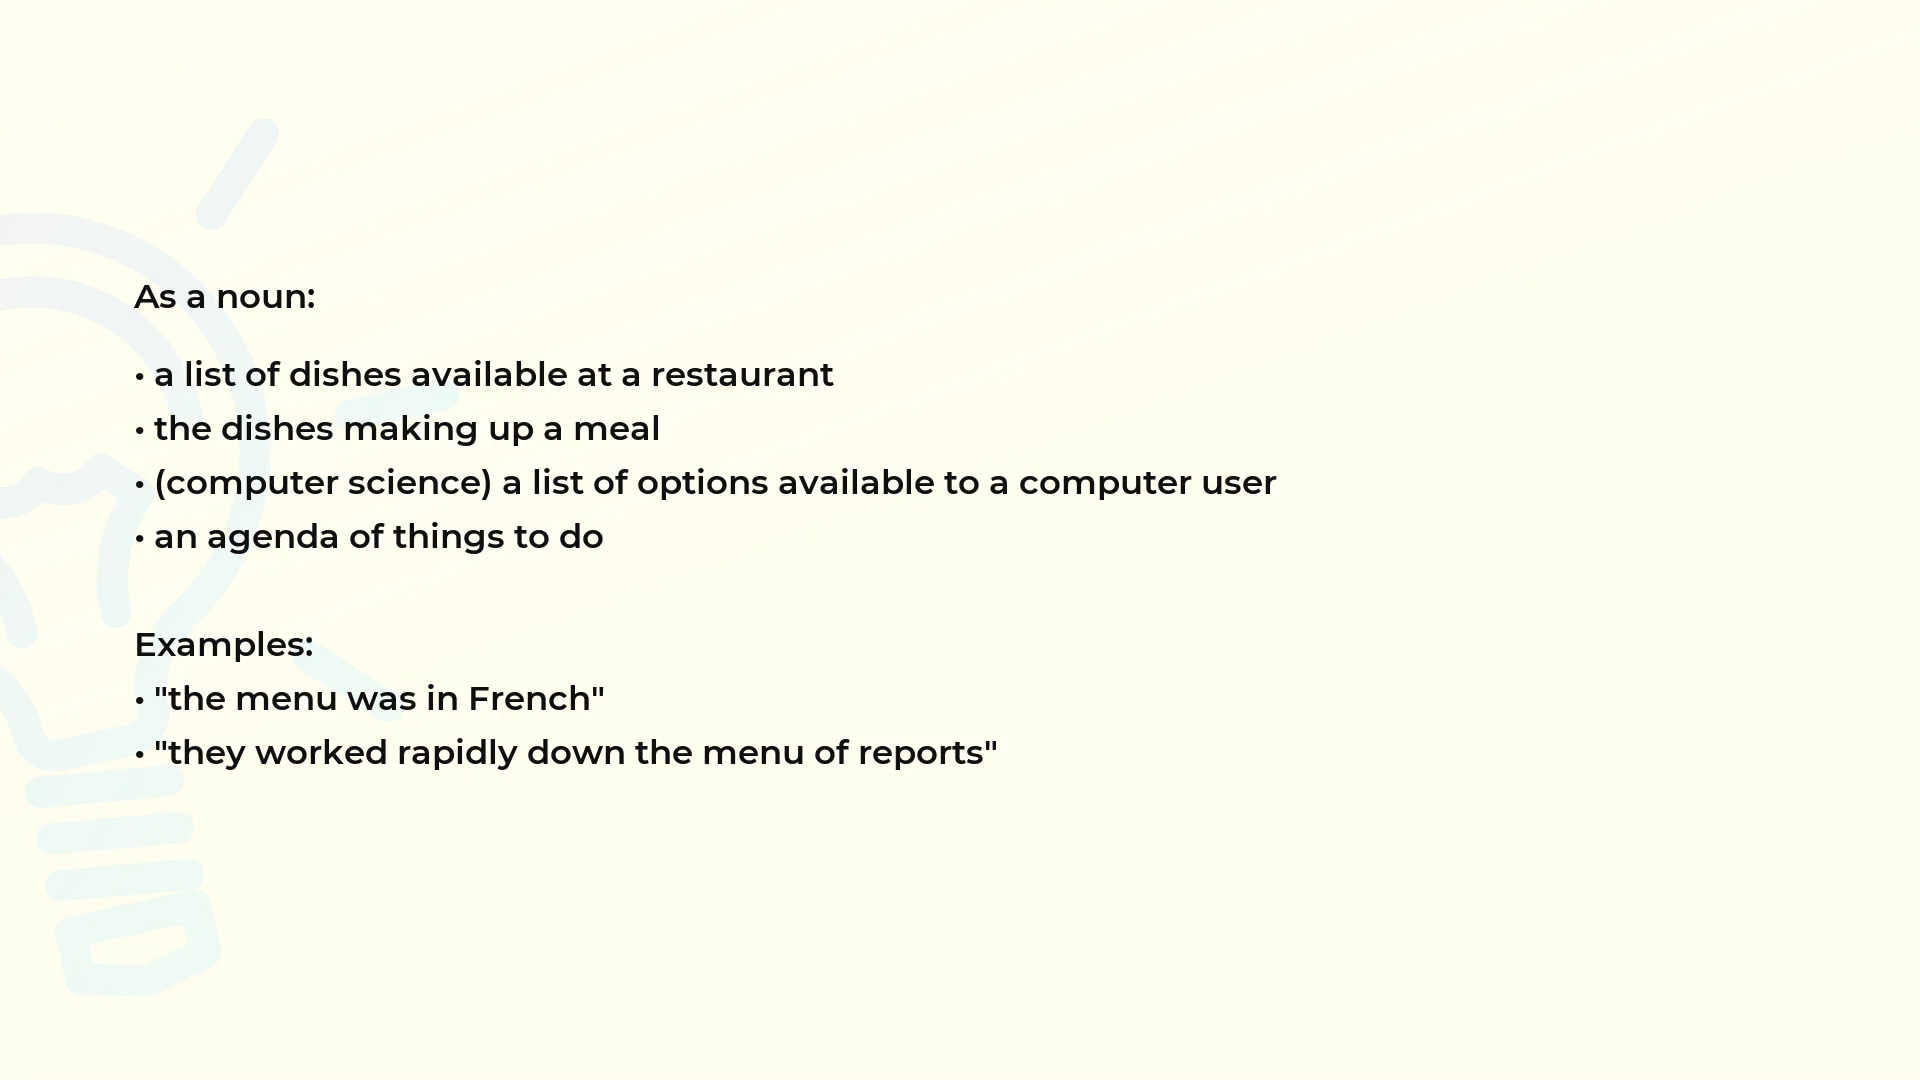 As a noun:
• a list of dishes available at a restaurant
• the dishes making up a meal
• (computer science) a list of options available to a computer user
• an agenda of things to do
Examples:
• "the menu was in French"
• "they worked rapidly down the menu of reports"